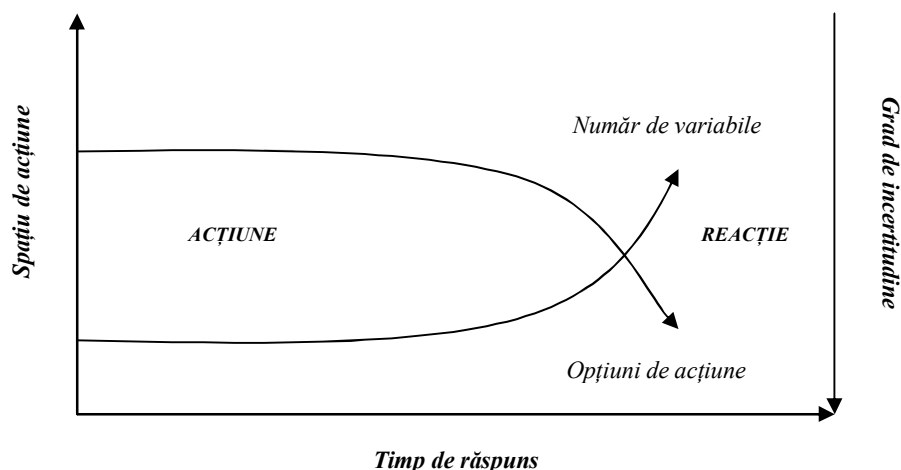 Spațiu de acțiune
Număr de variabile
Grad de incertitudine
ACȚIUNE
REACȚIE
Opțiuni de acțiune
Timp de răspuns